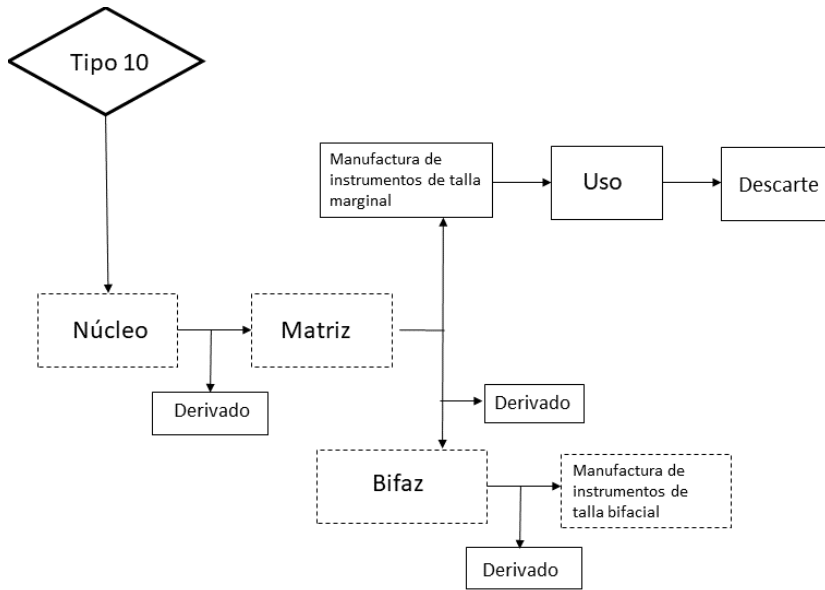 Tipo 10
Manufactura de
instrumentos de talla
marginal
Uso
Descarte
Núcleo
Matriz
Derivado
Derivado
Bifaz
Manufactura de
instrumentos de
talla bifacial
Derivado